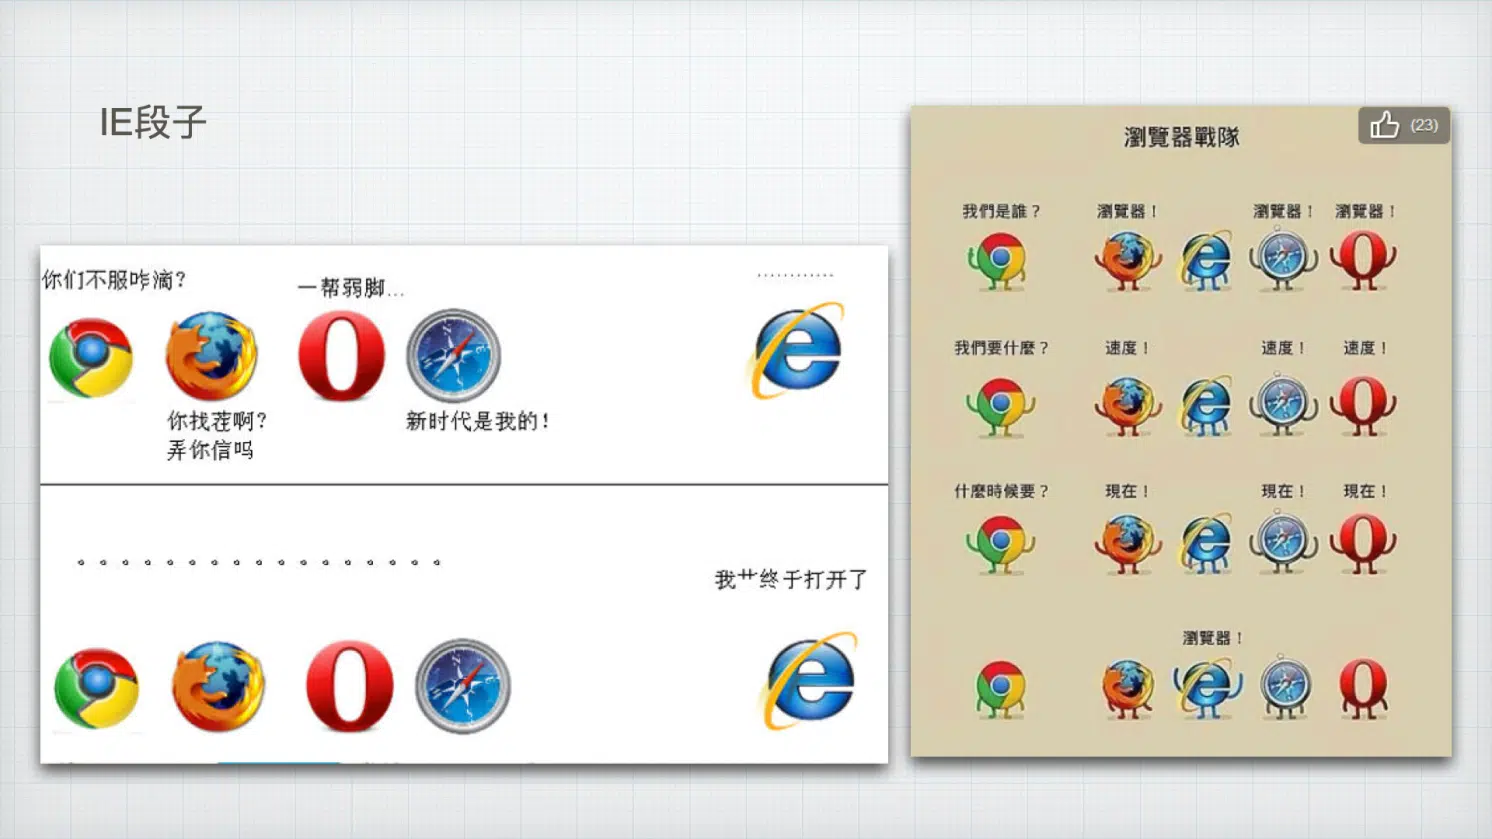 IE段子
你们不服咋滴?
一帮弱脚...
............
你找茬啊?
弄你信吗
新时代是我的!
。。。。。。。。。。。。。。。。。
我艹终于打开了
瀏覽器戰隊
(23)
我們是誰?
瀏覽器!
瀏覽器!
瀏覽器!
我們要什麼?
速度!
速度!
速度!
什麼時候要?
現在!
現在!
現在!
瀏覽器!